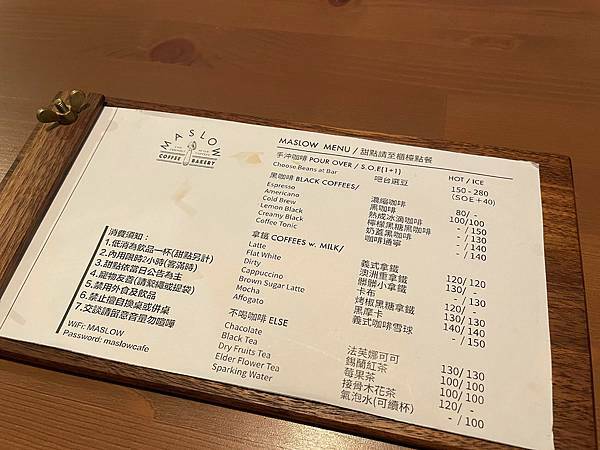 MASLOW
COFFEE BAKERY
MASLOW MENU / 甜點請至櫃檯點餐
HOT / ICE
手沖咖啡 POUR OVER / S.O.E(1+1)
Choose Beans at Bar 吧台選豆 150 - 280
(SOE+40)
黑咖啡 BLACK COFFEES/
Espresso 濃縮咖啡 80 / -
Americano 黑咖啡 100/100
Cold Brew 熟成冰滴咖啡 - / 150
Lemon Black 檸檬黑糖黑咖啡 - / 130
Creamy Black 奶蓋黑咖啡 - / 140
Coffee Tonic 咖啡通寧 - / 140
拿鐵 COFFEES w. MILK/
Latte 義式拿鐵 120 / 120
Flat White 澳洲重拿鐵 130 / -
Dirty 髒髒小拿鐵 - / 130
Cappuccino 卡布 120 / -
Brown Sugar Latte 烤椒黑糖拿鐵 130/ 130
Mocha 黑摩卡 140/ 140
Affogato 義式咖啡雪球 - / 150
不喝咖啡 ELSE
Chocolate 法芙娜可可 130/ 130
Black Tea 錫蘭紅茶 100/ 100
Dry Fruits Tea 莓果茶 100/ 100
Elder Flower Tea 接骨木花茶 120/ -
Sparking Water 氣泡水(可續杯) - / 100
消費須知：
1.低消為飲品一杯(甜點另計)
2.內用限時2小時(客滿時)
3.甜點依當日公告為主
4.寵物友善(請繫繩或提袋)
5.禁用外食及飲品
6.禁止擅自換桌或併桌
7.交談請留意音量勿喧嘩
WiFi: MASLOW
Password: maslowcafe